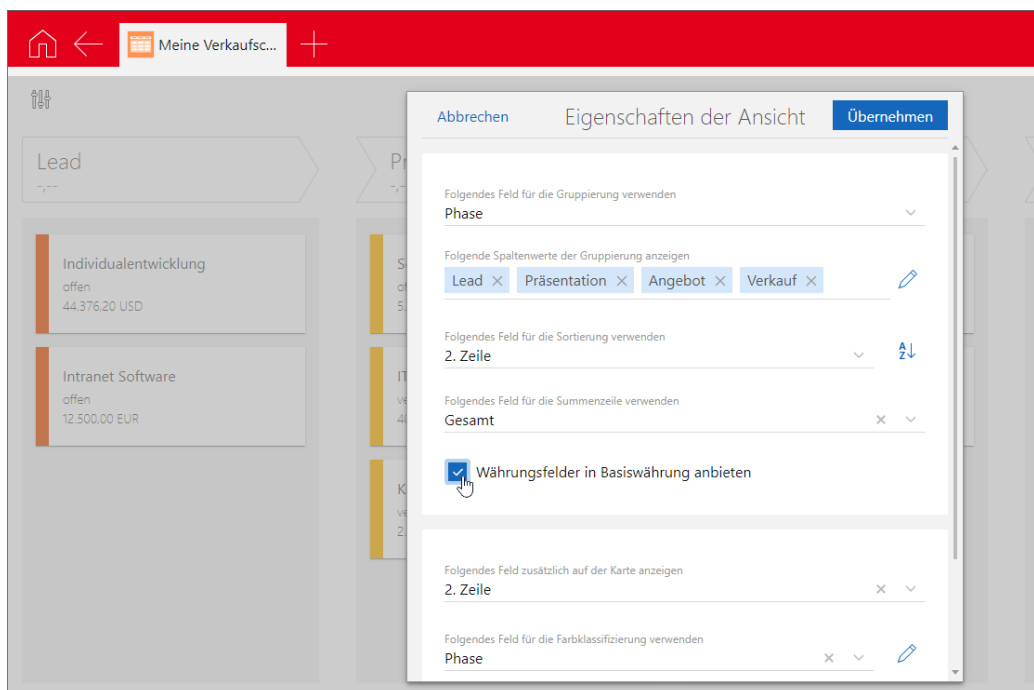 Meine Verkaufsc...
Abbrechen
Eigenschaften der Ansicht
Übernehmen
Lead
-,--
Folgendes Feld für die Gruppierung verwenden
Phase
Folgende Spaltenwerte der Gruppierung anzeigen
Lead
Präsentation
Angebot
Verkauf
Individualentwicklung
offen
44.376,20 USD
Folgendes Feld für die Sortierung verwenden
2. Zeile
Intranet Software
offen
12.500,00 EUR
Folgendes Feld für die Summenzeile verwenden
Gesamt
Währungsfelder in Basiswährung anbieten
Folgendes Feld zusätzlich auf der Karte anzeigen
2. Zeile
Folgendes Feld für die Farbklassifizierung verwenden
Phase